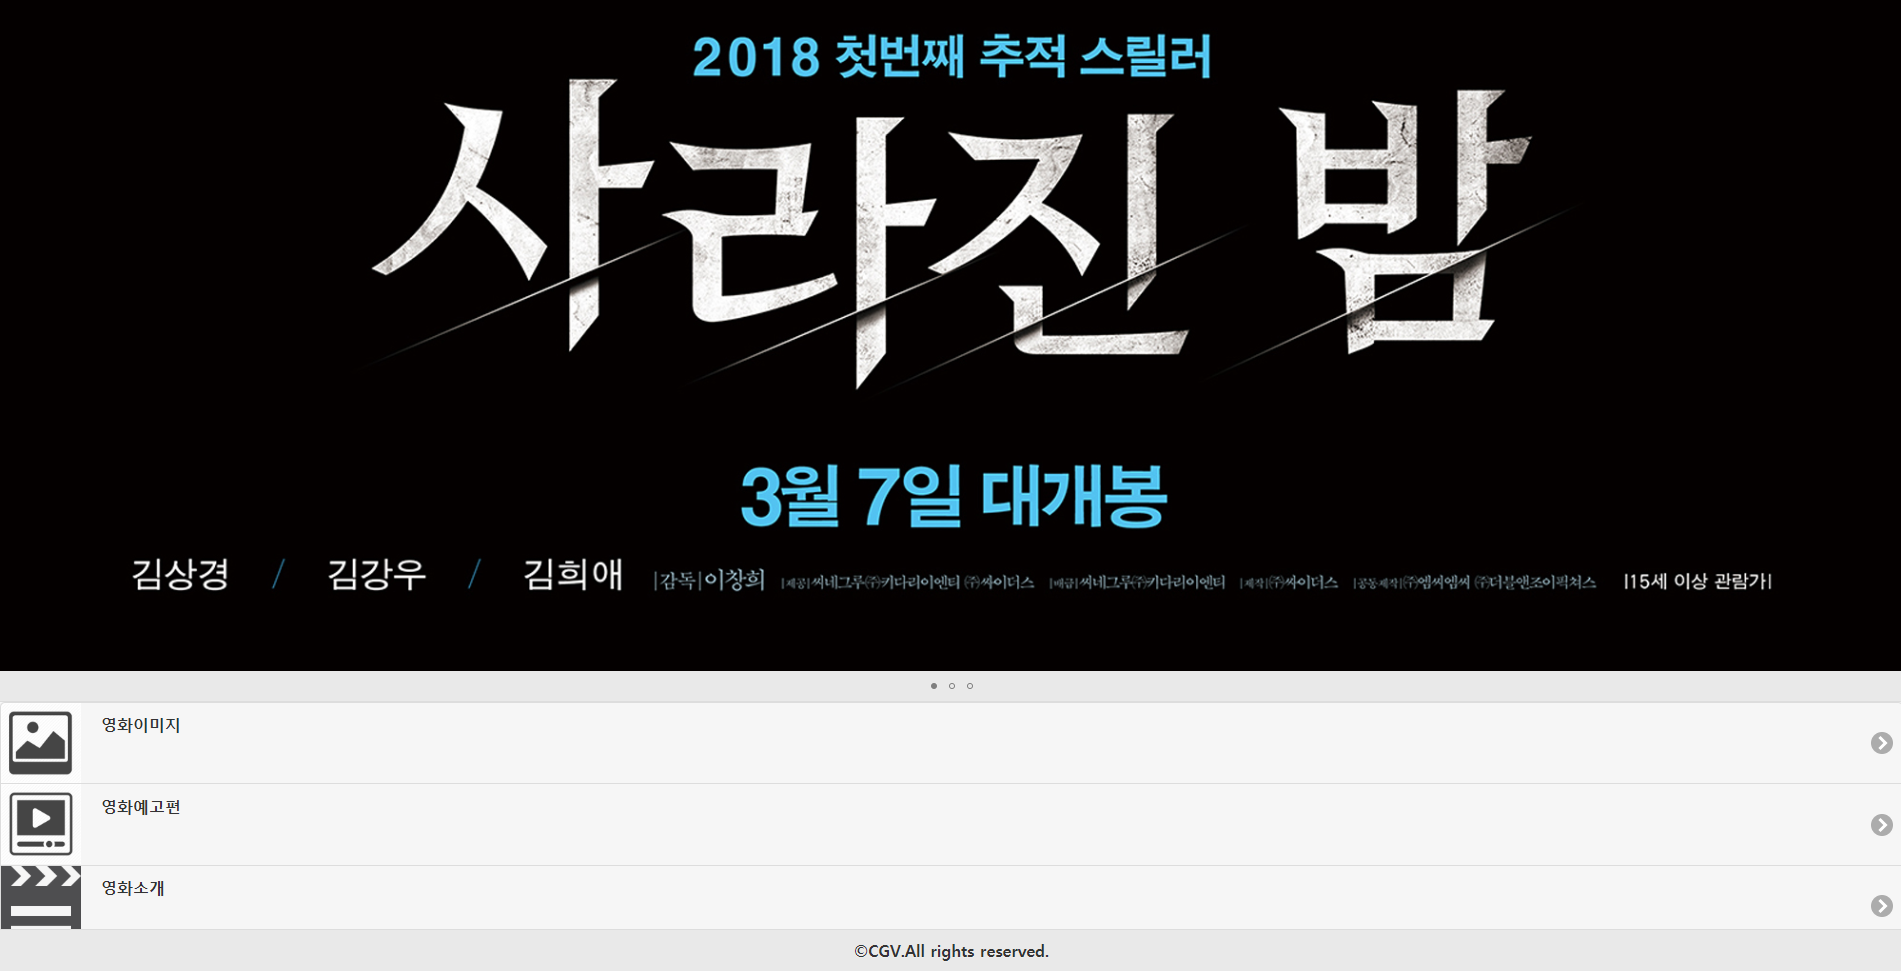 2018 첫번째 추적 스릴러
사라진 밤
3월 7일 대개봉
김상경 / 김강우 / 김희애 |감독|이창희 |제공|씨네그루㈜키다리이엔티 ㈜싸이더스 |배급|씨네그루㈜키다리이엔티 |제작|㈜싸이더스 |공동제작|㈜엠씨엠씨 ㈜더블앤조이픽쳐스 |15세 이상 관람가|
영화이미지
영화예고편
영화소개
©CGV.All rights reserved.